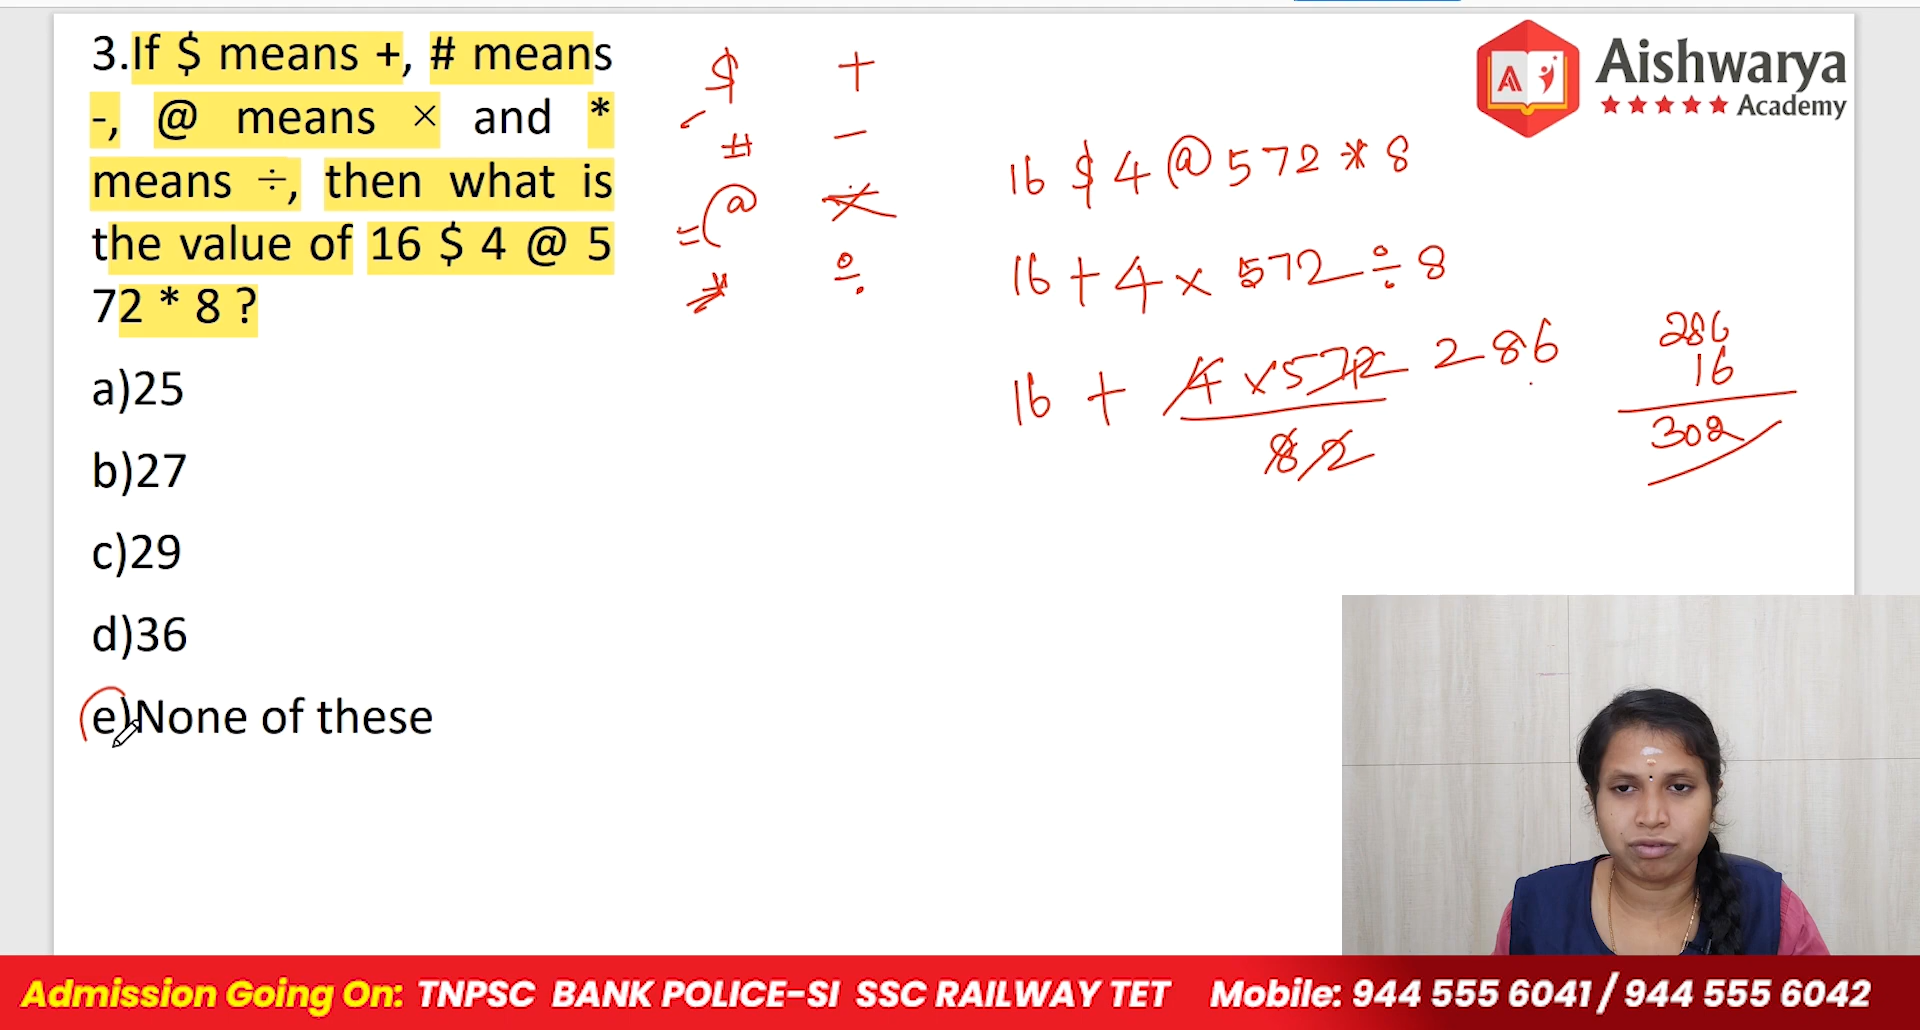 3.If $ means +, # means
-, @ means × and *
means ÷, then what is
the value of 16 $ 4 @ 5
72 * 8 ?
a)25
b)27
c)29
d)36
e)None of these
$ +
# −
@ ×
* ÷
16 $ 4 @ 572 * 8
16 + 4 × 572 ÷ 8
16 + 4 × 572 286
8 2
286
16
302
Aishwarya
Academy
Admission Going On: TNPSC BANK POLICE-SI SSC RAILWAY TET Mobile: 944 555 6041 / 944 555 6042